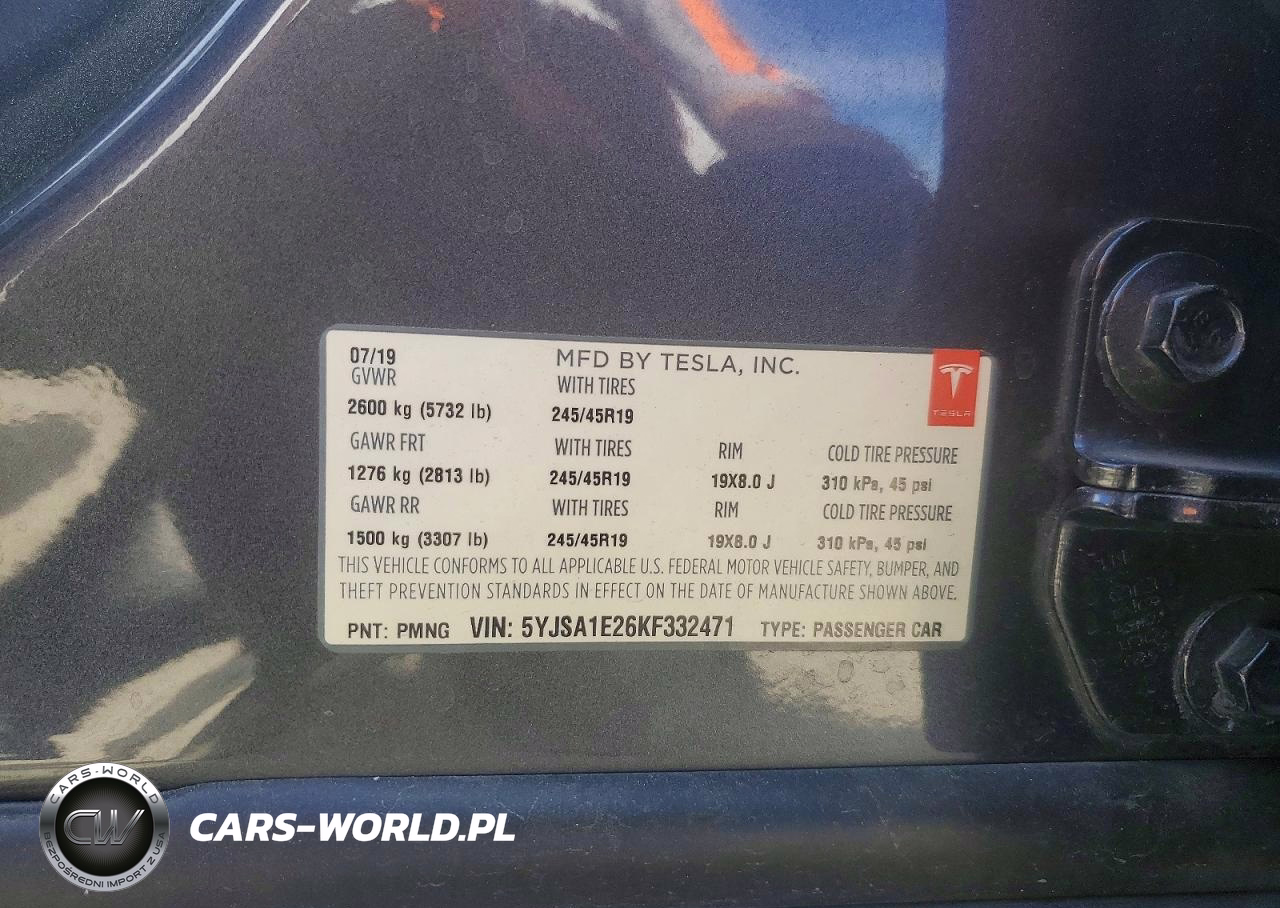 07/19 MFD BY TESLA, INC.
GVWR WITH TIRES
2600 kg (5732 lb) 245/45R19
TESLA
GAWR FRT WITH TIRES RIM COLD TIRE PRESSURE
1276 kg (2813 lb) 245/45R19 19X8.0 J 310 kPa, 45 psi
GAWR RR WITH TIRES RIM COLD TIRE PRESSURE
1500 kg (3307 lb) 245/45R19 19X8.0 J 310 kPa, 45 psi
THIS VEHICLE CONFORMS TO ALL APPLICABLE U.S. FEDERAL MOTOR VEHICLE SAFETY, BUMPER, AND
THEFT PREVENTION STANDARDS IN EFFECT ON THE DATE OF MANUFACTURE SHOWN ABOVE.
PNT: PMNG VIN: 5YJSA1E26KF332471 TYPE: PASSENGER CAR
CARS-WORLD
CW
BEZPOŚREDNI IMPORT Z USA
CARS-WORLD.PL